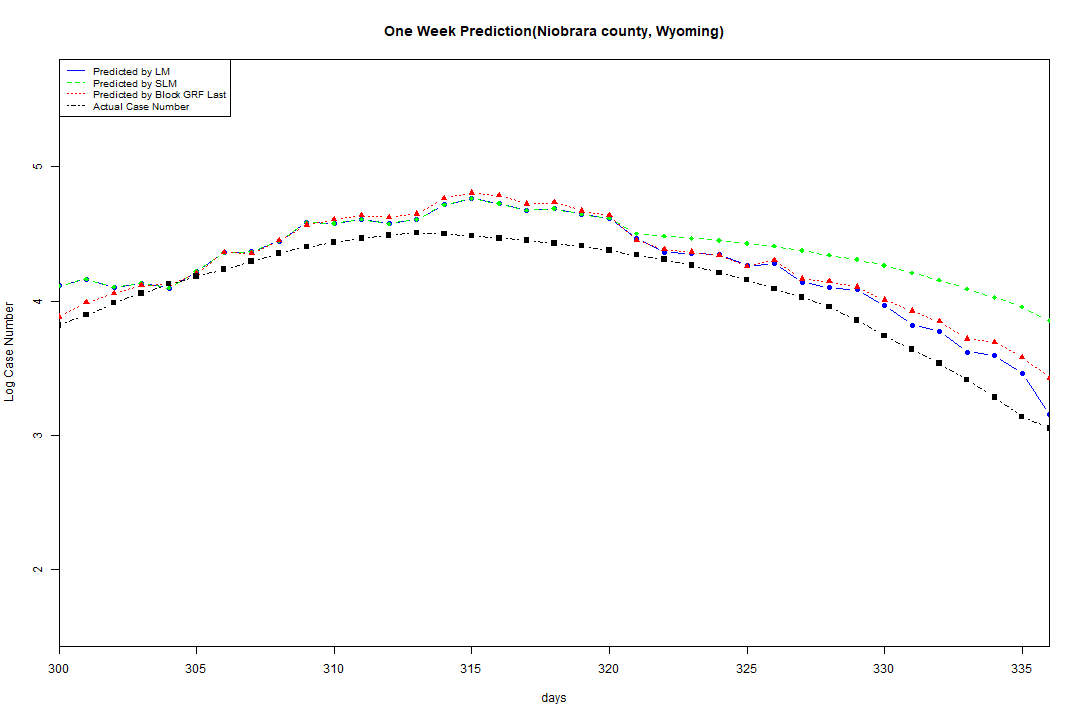 One Week Prediction(Niobrara county, Wyoming)
Predicted by LM
Predicted by SLM
Predicted by Block GRF Last
Actual Case Number
Log Case Number
5
4
3
2
300 305 310 315 320 325 330 335
days